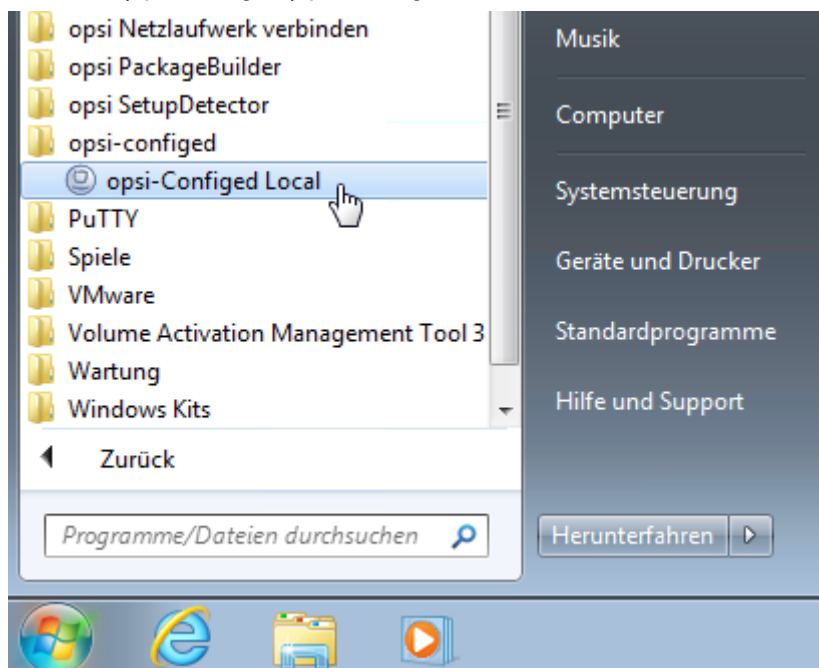 opsi Netzlaufwerk verbinden
opsi PackageBuilder
opsi SetupDetector
opsi-configed
opsi-Configed Local
PuTTY
Spiele
VMware
Volume Activation Management Tool 3
Wartung
Windows Kits
Zurück
Programme/Dateien durchsuchen
Musik
Computer
Systemsteuerung
Geräte und Drucker
Standardprogramme
Hilfe und Support
Herunterfahren